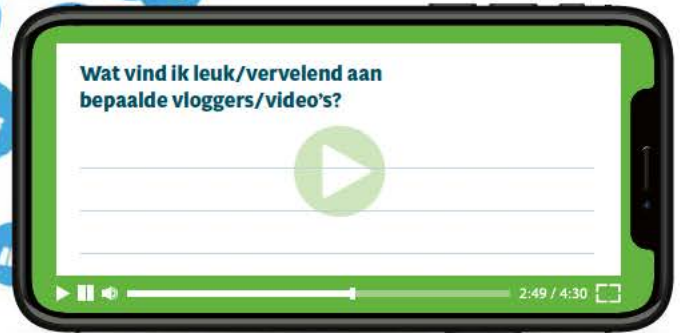 Wat vind ik leuk/vervelend aan
bepaalde vloggers/video's?
2:49 / 4:30